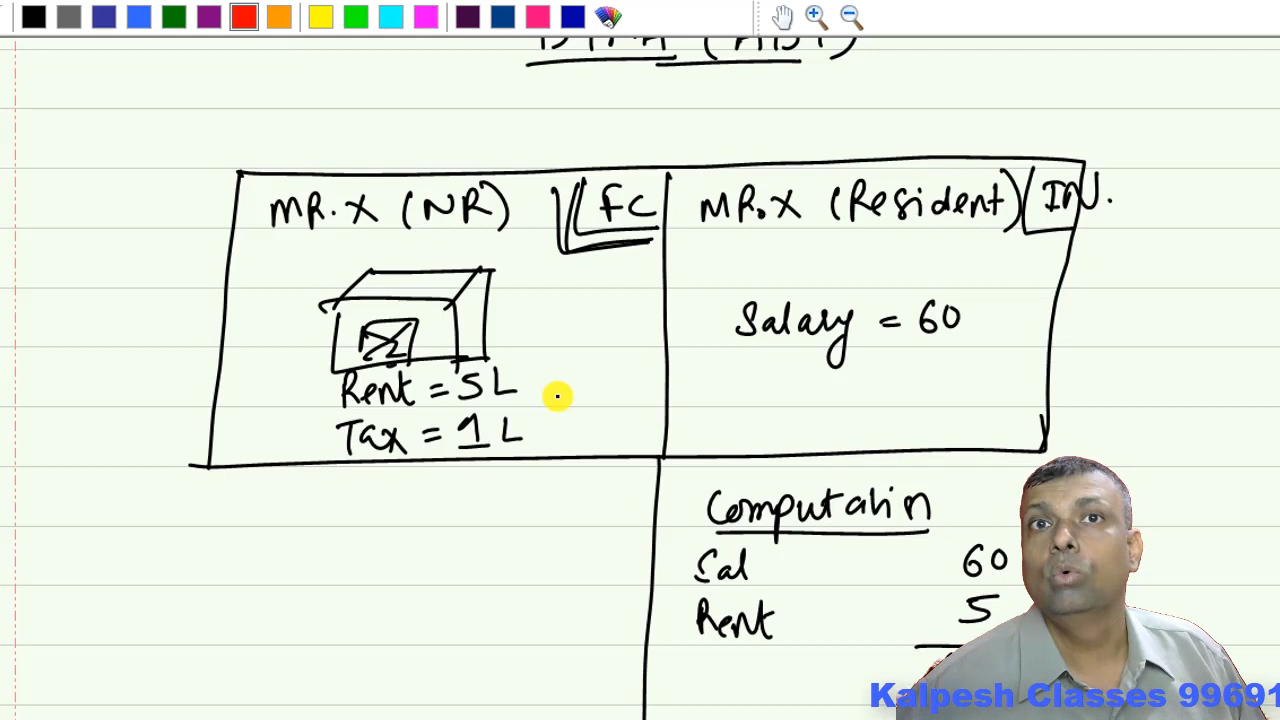 MR. X (NR) FC
MR. X (Resident) IN.
Rent = 5 L
Tax = 1 L
Salary = 60
Computatin
Sal 60
Rent 5
Kalpesh Classes 99691